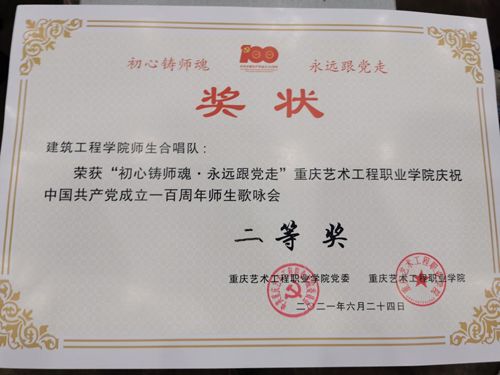 初心铸师魂 100 永远跟党走
奖状
建筑工程学院师生合唱队：
荣获“初心铸师魂·永远跟党走”重庆艺术工程职业学院庆祝
中国共产党成立一百周年师生歌咏会
二等奖
重庆艺术工程职业学院党委 重庆艺术工程职业学院
二〇二一年六月二十四日